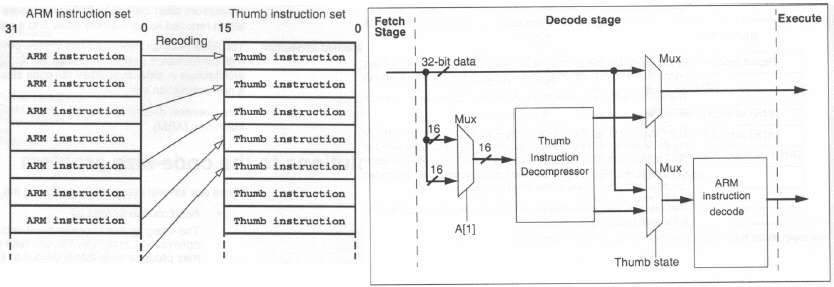 ARM instruction set
Thumb instruction set
31
0
15
0
Recoding
ARM instruction
Thumb instruction
ARM instruction
Thumb instruction
ARM instruction
Thumb instruction
ARM instruction
Thumb instruction
ARM instruction
Thumb instruction
ARM instruction
Thumb instruction
ARM instruction
Thumb instruction
Fetch
Stage
Decode stage
Execute
32-bit data
Mux
Mux
16
16
16
Thumb
Instruction
Decompressor
A[1]
Mux
ARM
instruction
decode
Thumb state